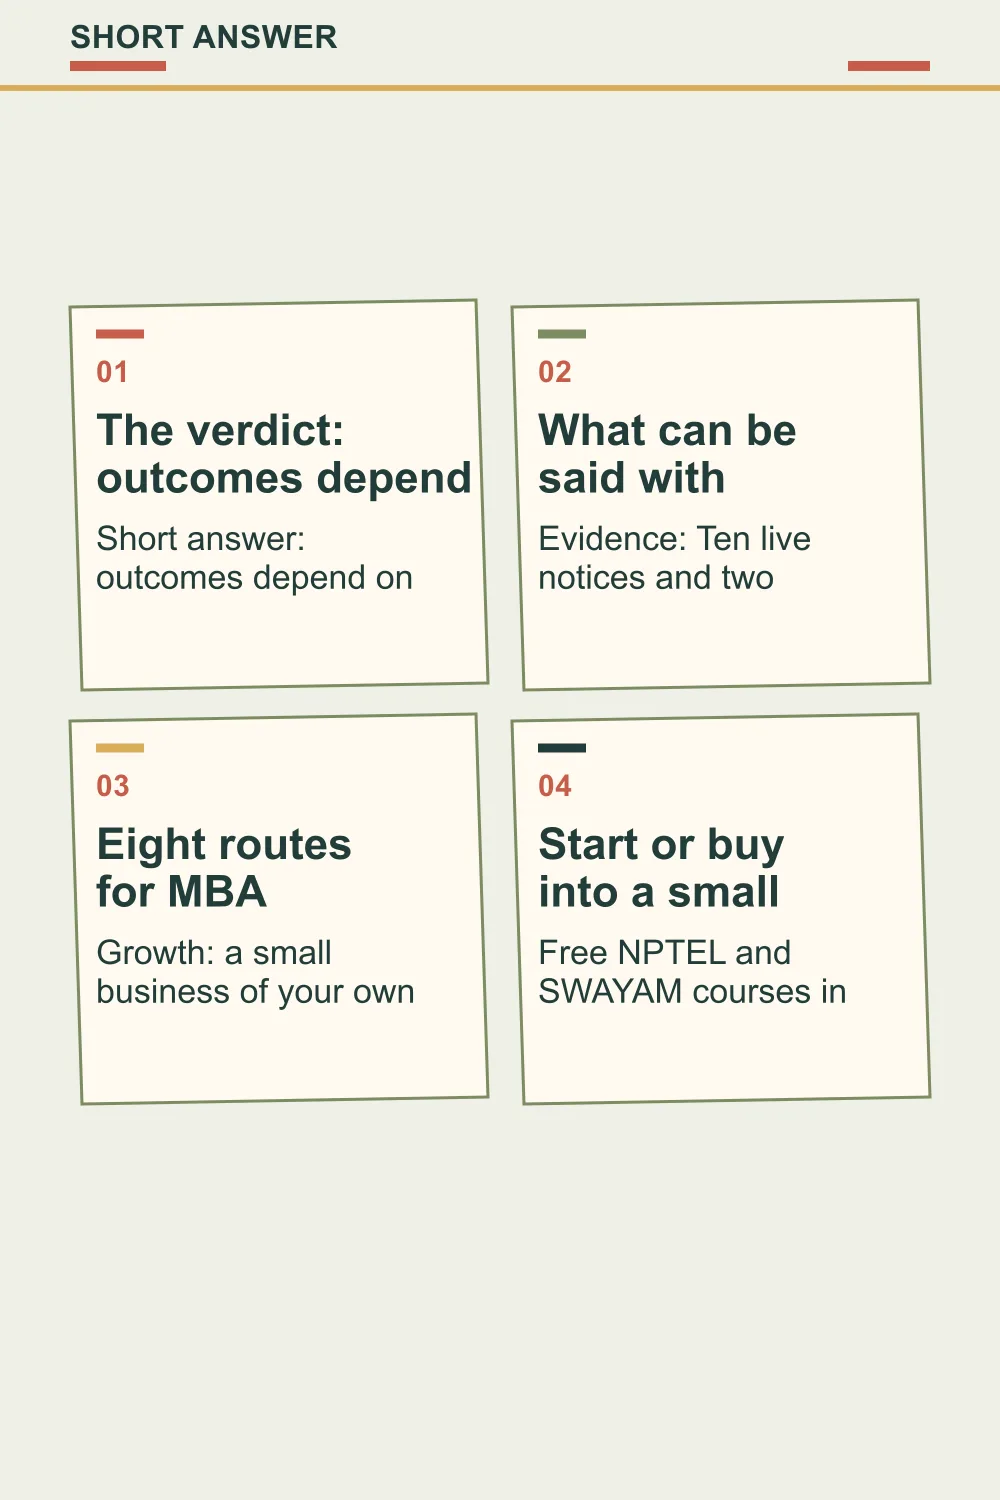 SHORT ANSWER
01
The verdict:
outcomes depend
Short answer:
outcomes depend on
02
What can be
said with
Evidence: Ten live
notices and two
03
Eight routes
for MBA
Growth: a small
business of your own
04
Start or buy
into a small
Free NPTEL and
SWAYAM courses in